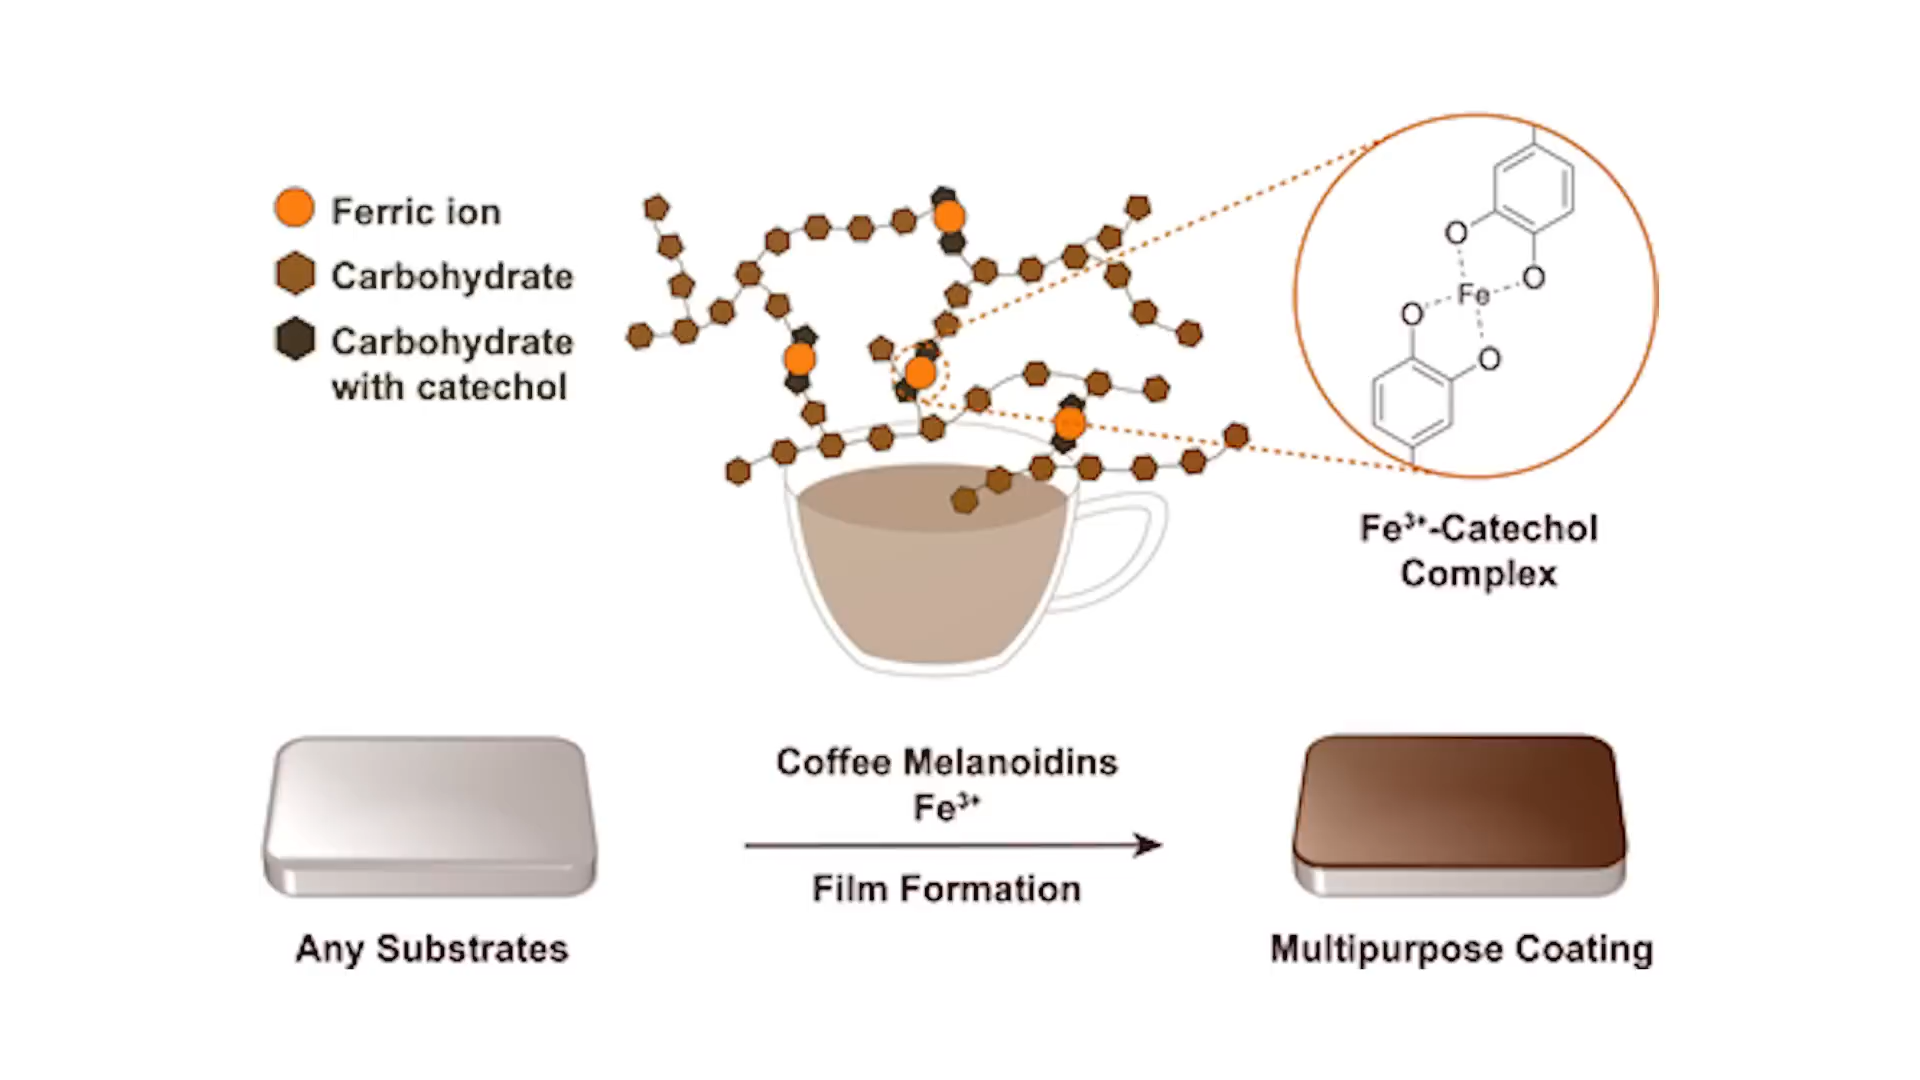 Ferric ion
Carbohydrate
Carbohydrate
with catechol
O
O
Fe
O
O
Fe³⁺-Catechol
Complex
Coffee Melanoidins
Fe³⁺
Film Formation
Any Substrates
Multipurpose Coating